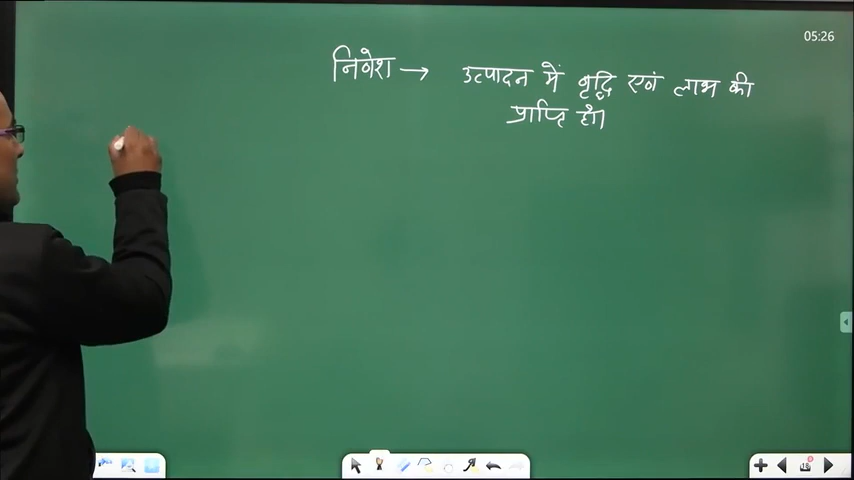 05:26
निवेश → उत्पादन में वृद्धि एवं लाभ की
प्राप्ति हेग